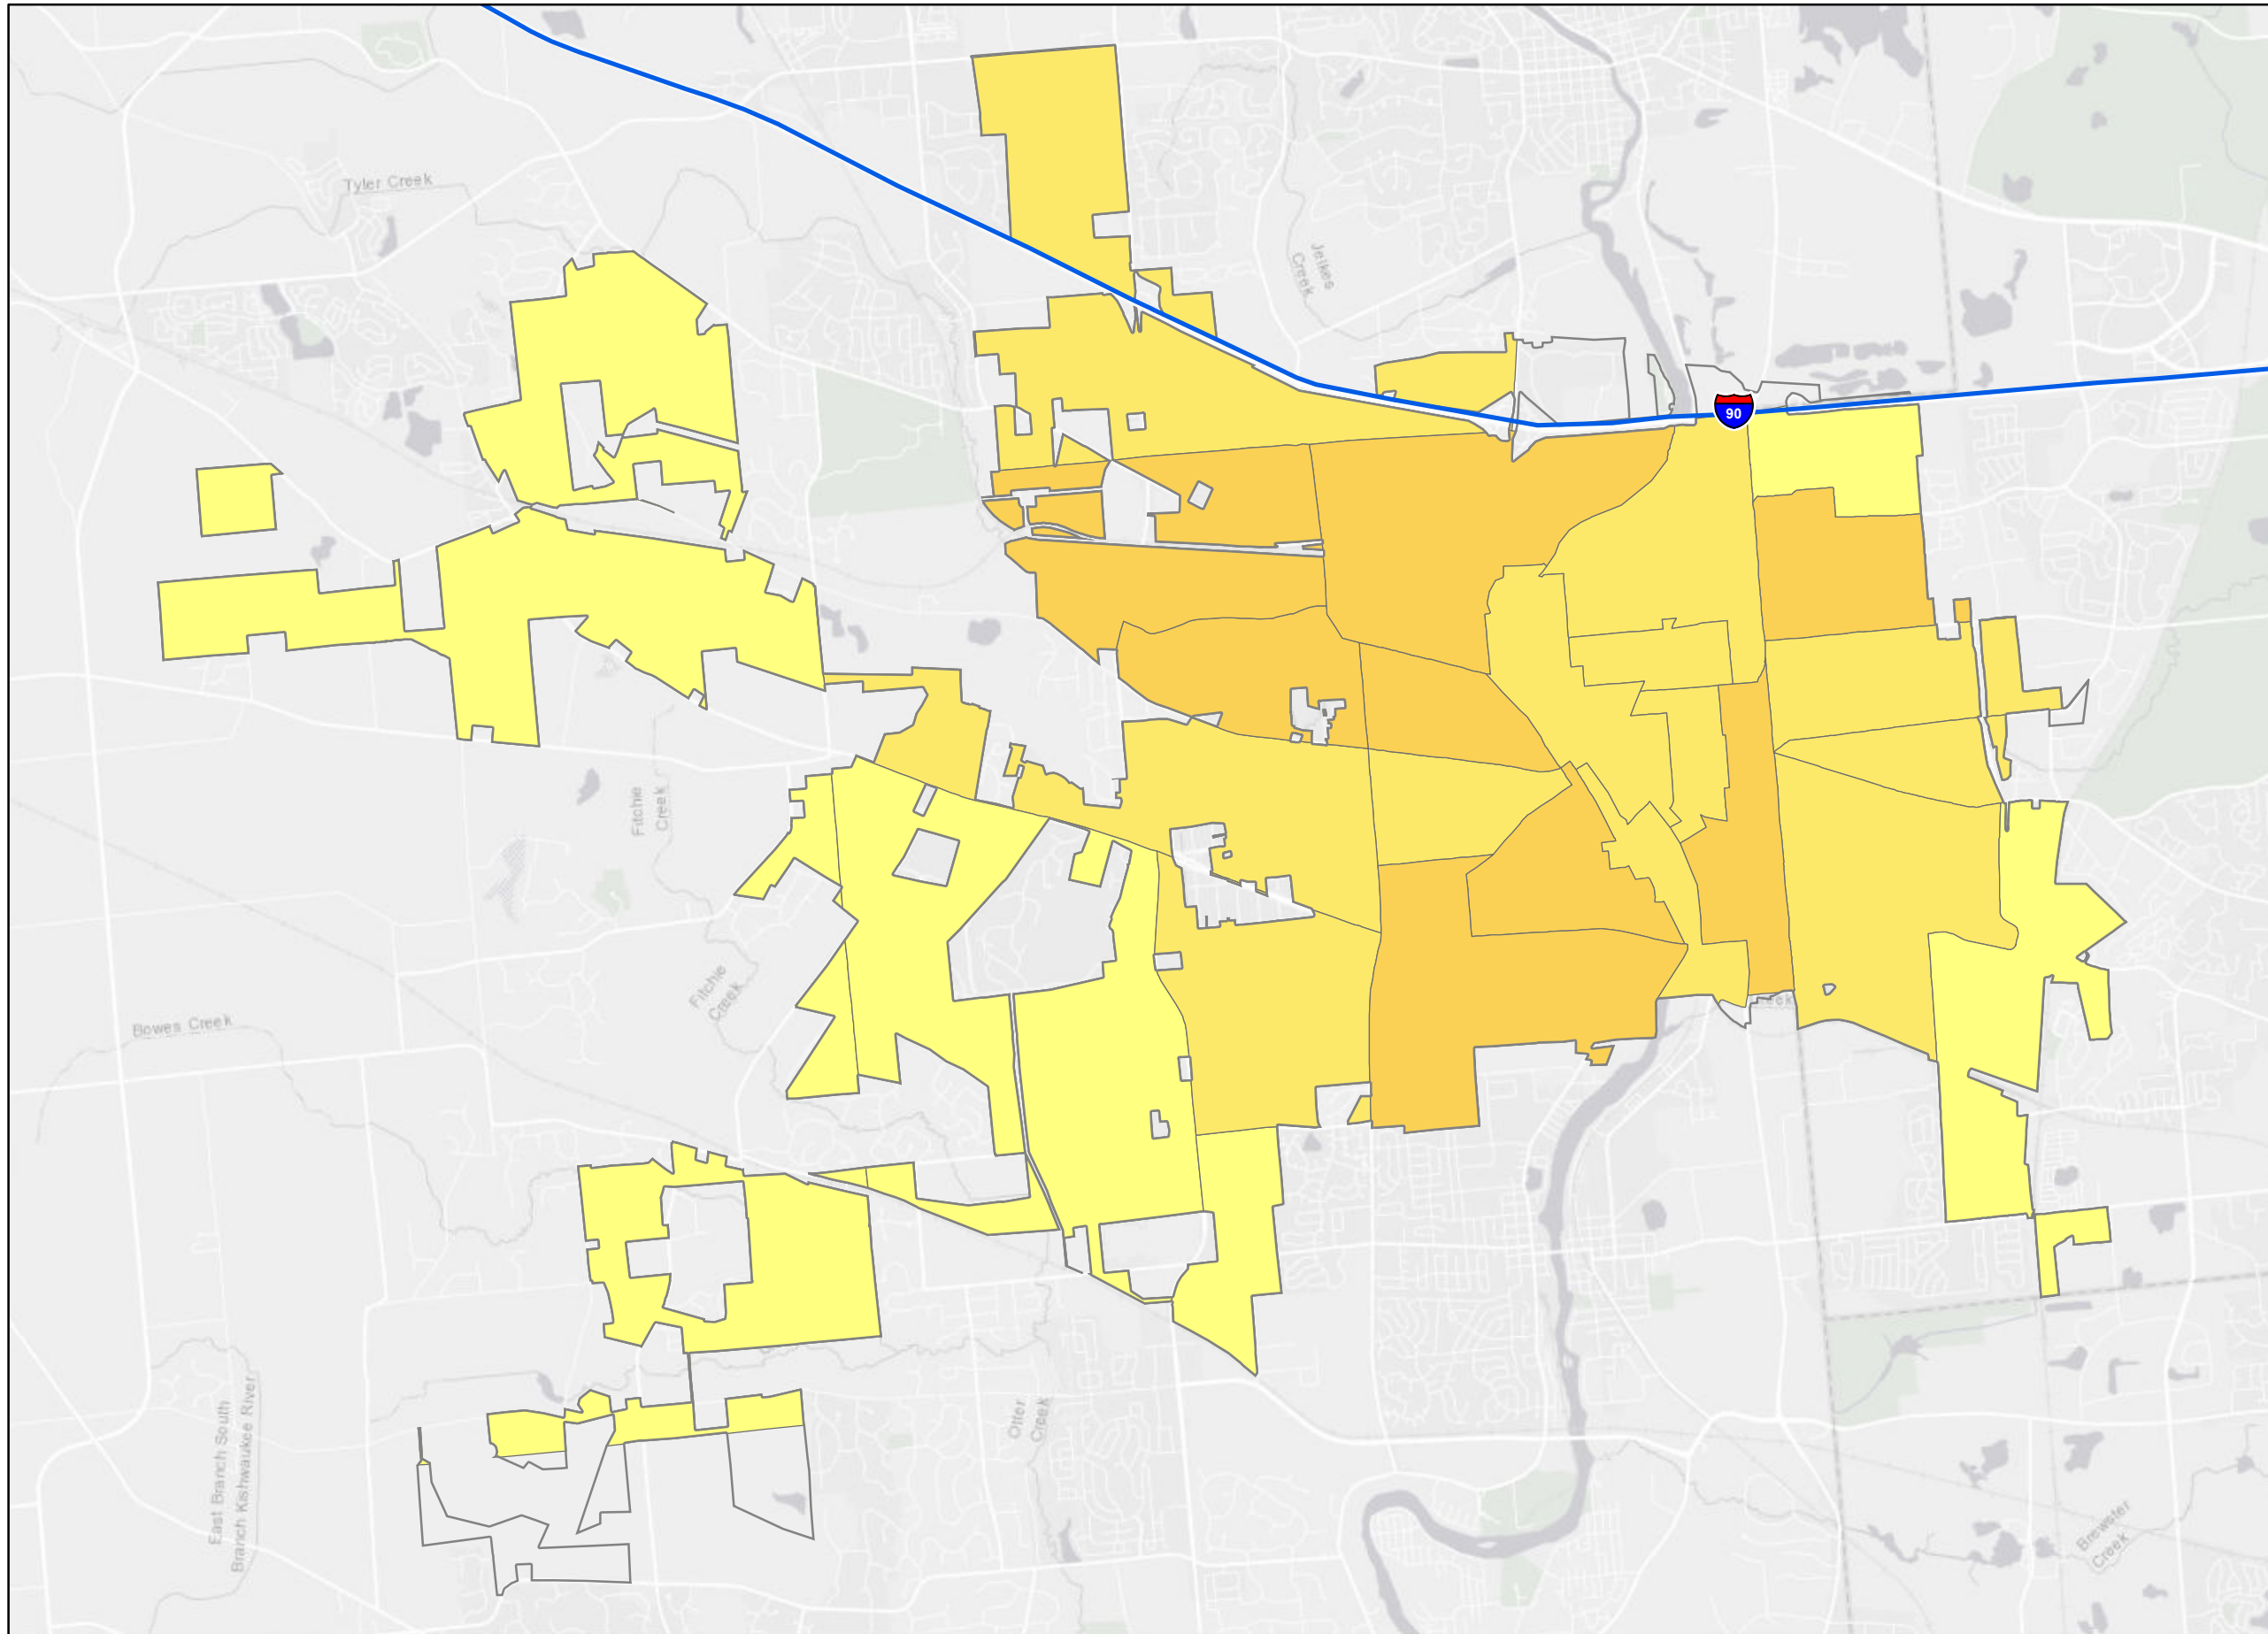 Tyler Creek
Jelkes
Creek
90
Fitchie
Creek
Fitchie
Creek
Bowes Creek
Creek
East Branch South
Branch Kishwaukee River
Otter
Creek
Brewster
Creek